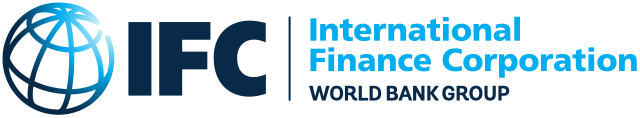 IFC
International
Finance Corporation
WORLD BANK GROUP